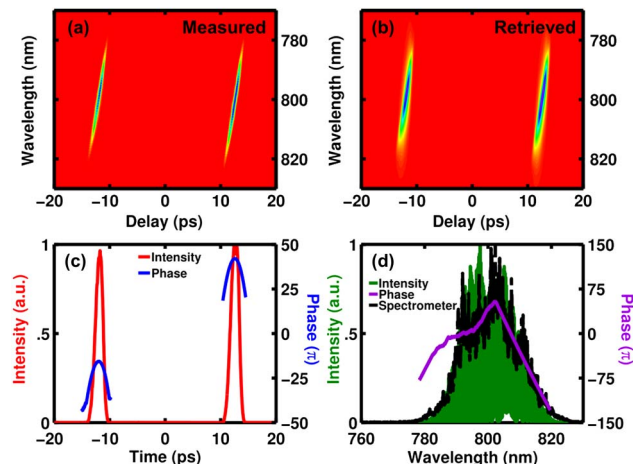 (a) Measured
(b) Retrieved
Wavelength (nm)
780
800
820
Wavelength (nm)
780
800
820
−20 −10 0 10 20
−20 −10 0 10 20
Delay (ps)
Delay (ps)
(c)
Intensity
Phase
Intensity (a.u.)
1
.5
0
50
25
0
−25
−50
Phase (π)
−20 −10 0 10 20
Time (ps)
(d)
Intensity
Phase
Spectrometer
Intensity (a.u.)
1
.5
0
150
75
0
−75
−150
Phase (π)
760 780 800 820
Wavelength (nm)